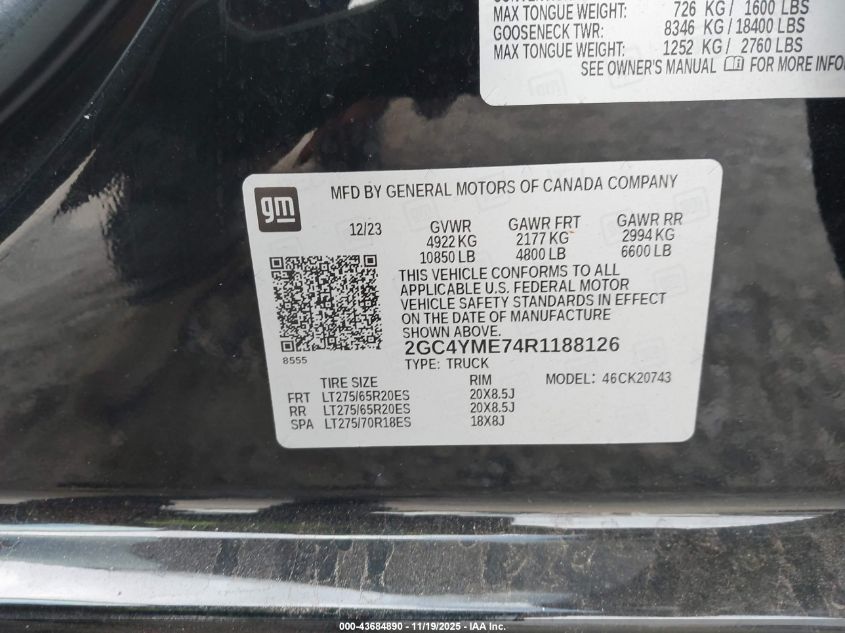 MAX TONGUE WEIGHT: 726 KG / 1600 LBS
GOOSENECK TWR: 8346 KG / 18400 LBS
MAX TONGUE WEIGHT: 1252 KG / 2760 LBS
SEE OWNER'S MANUAL FOR MORE
gm
MFD BY GENERAL MOTORS OF CANADA COMPANY
12/23 GVWR GAWR FRT GAWR RR
4922 KG 2177 KG 2994 KG
10850 LB 4800 LB 6600 LB
THIS VEHICLE CONFORMS TO ALL
APPLICABLE U.S. FEDERAL MOTOR
VEHICLE SAFETY STANDARDS IN EFFECT
ON THE DATE OF MANUFACTURE
SHOWN ABOVE.
8555
2GC4YME74R1188126
TYPE: TRUCK
TIRE SIZE RIM MODEL: 46CK20743
FRT LT275/65R20ES 20X8.5J
RR LT275/65R20ES 20X8.5J
SPA LT275/70R18ES 18X8J
000-43684890 - 11/19/2025 - IAA Inc.